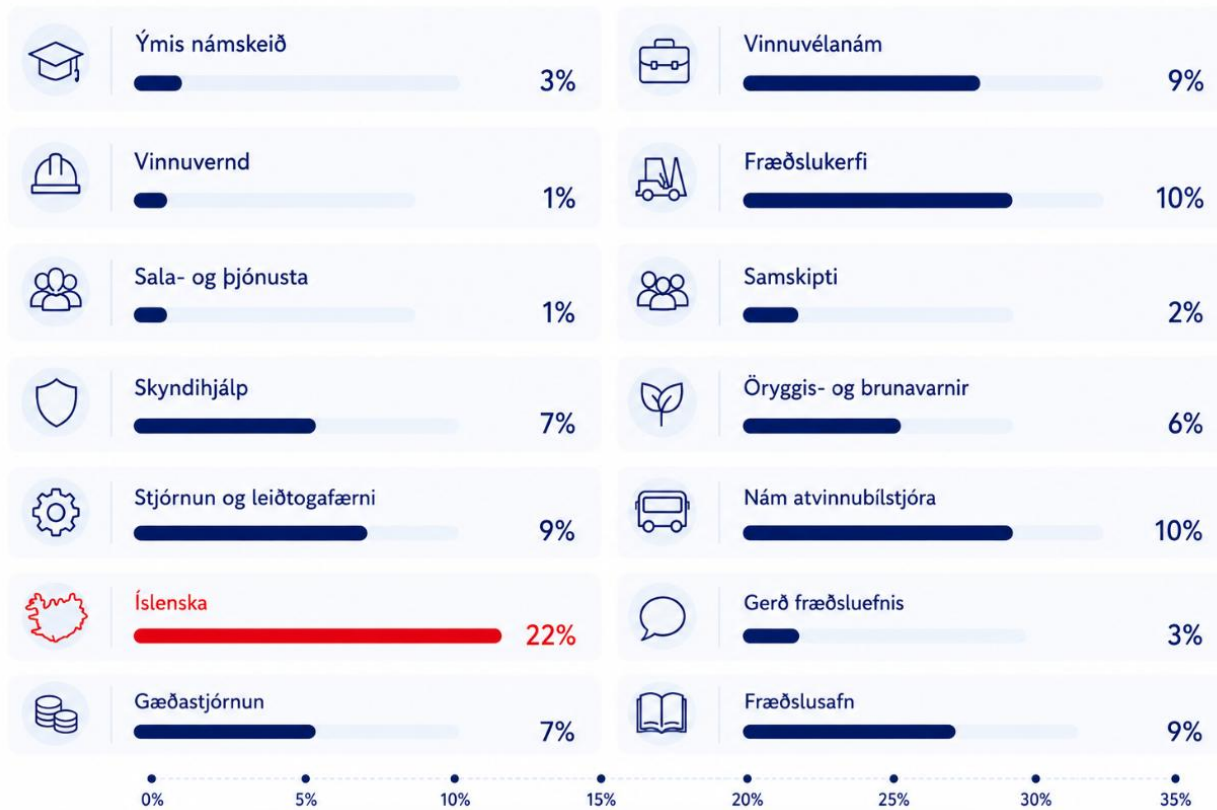 Ýmis námskeið
3%
Vinnuvernd
1%
Sala- og þjónusta
1%
Skyndihjálp
7%
Stjórnun og leiðtogafærni
9%
Íslenska
22%
Gæðastjórnun
7%
Vinnuvélanám
9%
Fræðslukerfi
10%
Samskipti
2%
Öryggis- og brunavarnir
6%
Nám atvinnubílstjóra
10%
Gerð fræðsluefnis
3%
Fræðslusafn
9%
0% 5% 10% 15% 20% 25% 30% 35%